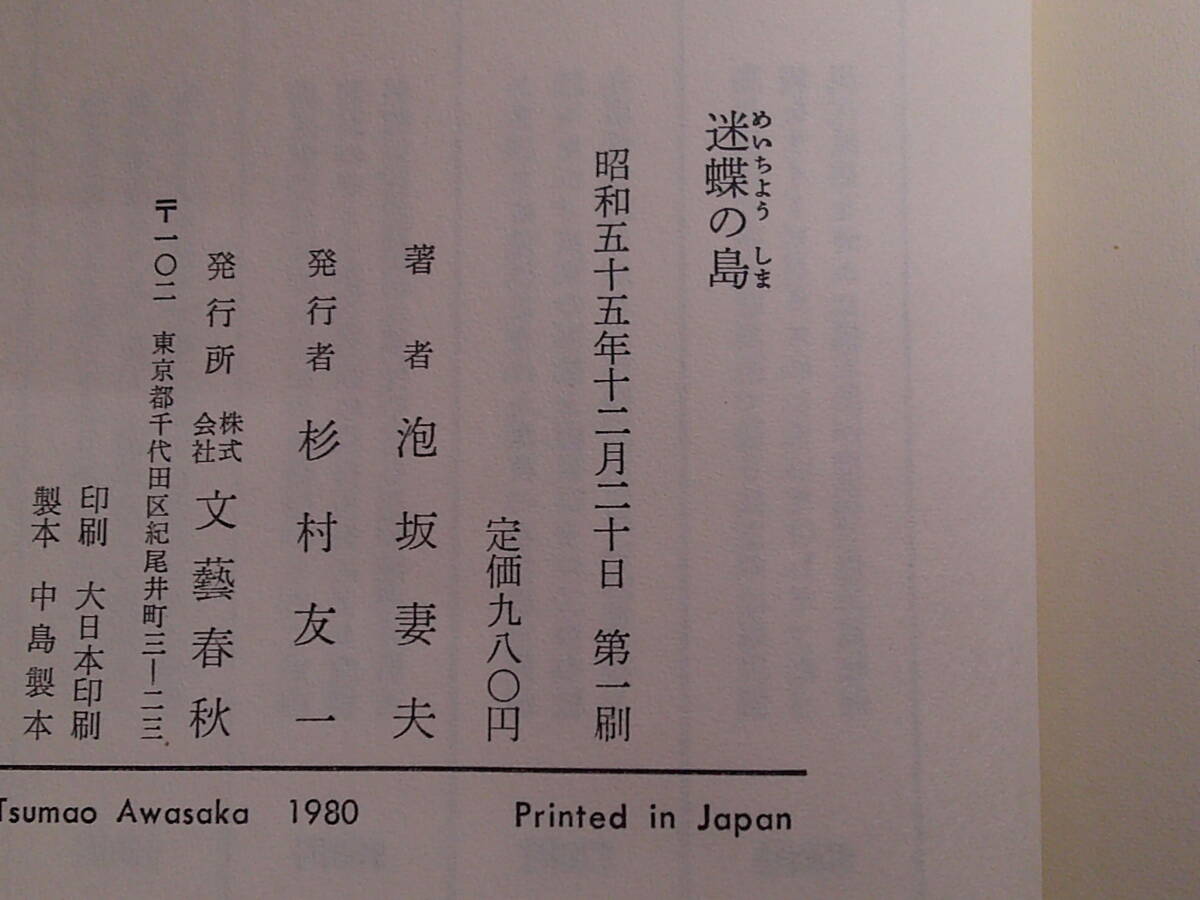 迷蝶の島
めいちよう しま
昭和五十五年十二月二十日 第一刷
定価九八〇円
著者 泡坂妻夫
発行者 杉村友一
発行所 株式会社 文藝春秋
〒一〇二 東京都千代田区紀尾井町三―二三
印刷 大日本印刷
製本 中島製本
Tsumao Awasaka 1980
Printed in Japan